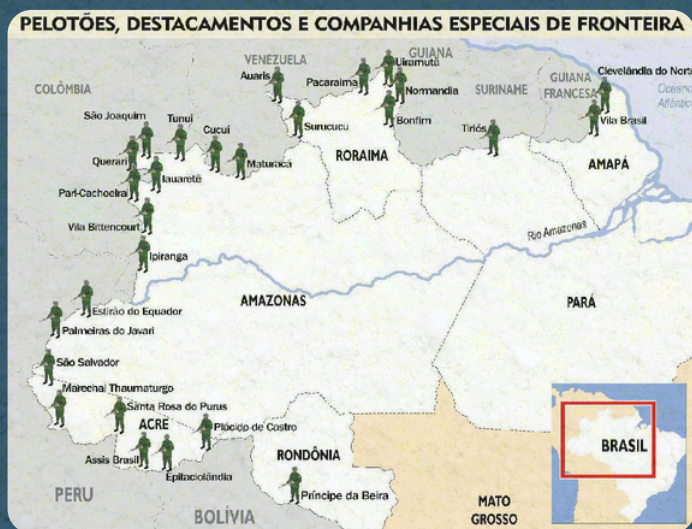 PELOTÕES, DESTACAMENTOS E COMPANHIAS ESPECIAIS DE FRONTEIRA
VENEZUELA
GUIANA
Uiramutã
Auaris
Pacaraima
Clevelândia do Norte
COLÔMBIA
Normandia
SURINAME
GUIANA
FRANCESA
Oceano
Atlântico
São Joaquim
Tunui
Cucuí
Surucucu
Bonfim
Tiriós
Vila Brasil
Querari
Maturacá
RORAIMA
AMAPÁ
Iauaretê
Pari-Cachoeira
Vila Bittencourt
Rio Amazonas
Ipiranga
Estirão do Equador
AMAZONAS
PARÁ
Palmeiras do Javari
São Salvador
Marechal Thaumaturgo
Santa Rosa do Purus
ACRE
Plácido de Castro
Assis Brasil
Epitaciolândia
RONDÔNIA
BRASIL
Príncipe da Beira
PERU
BOLÍVIA
MATO
GROSSO